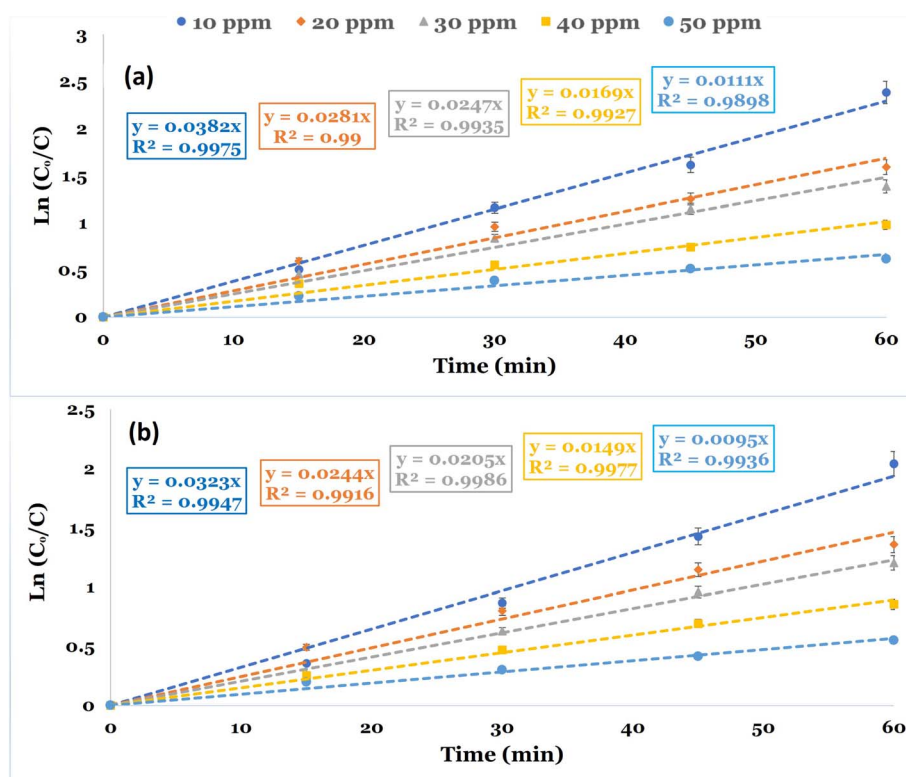 10 ppm 20 ppm 30 ppm 40 ppm 50 ppm
3
2.5
2
1.5
1
0.5
0
(a)
y = 0.0382x
R² = 0.9975
y = 0.0281x
R² = 0.99
y = 0.0247x
R² = 0.9935
y = 0.0169x
R² = 0.9927
y = 0.0111x
R² = 0.9898
Ln (C₀/C)
0 10 20 30 40 50 60
Time (min)
2.5
2
1.5
1
0.5
0
(b)
y = 0.0323x
R² = 0.9947
y = 0.0244x
R² = 0.9916
y = 0.0205x
R² = 0.9986
y = 0.0149x
R² = 0.9977
y = 0.0095x
R² = 0.9936
Ln (C₀/C)
0 10 20 30 40 50 60
Time (min)